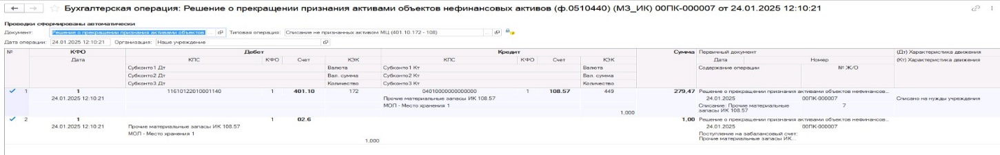 Бухгалтерская операция: Решение о прекращении признания активами объектов нефинансовых активов (ф.0510440) (МЗ_ИК) 00ПК-000007 от 24.01.2025 12:10:21
Проводки сформированы автоматически
Документ: Решение о прекращении признания активами объектов ... Типовая операция: Списание не признанных активом МЦ (401.10.172 - 108) ...
Дата операции: 24.01.2025 12:10:21 Организация: Наше учреждение
№ КФО Дебет Кредит Сумма Первичный документ (Дт) Характеристика движения
Дата КПС КФО Счет КЭК КПС КФО Счет КЭК Дата Номер (Кт) Характеристика движения
Субконто1 Дт Валюта Субконто1 Кт Валюта Содержание операции № Ж/О
Субконто2 Дт Вал. сумма Субконто2 Кт Вал. сумма
Субконто3 Дт Количество Субконто3 Кт Количество
1 1 11610122010001140 1 401.10 172 04010000000000000 1 108.57 449 279,47 Решение о прекращении признания активами объектов нефинансов...
24.01.2025 12:10:21 Прочие материальные запасы ИК 108.57 24.01.2025 00ПК-000007 Списано на нужды учреждения
МОЛ - Место хранения 1 Списание: Прочие материальные 7
запасы ИК 108.57
1,000
2 1 1 02.6 1,00 Решение о прекращении признания активами объектов нефинансов...
24.01.2025 12:10:21 Прочие материальные запасы ИК 108.57 24.01.2025 00ПК-000007
МОЛ - Место хранения 1 Поступление на забалансовый счет:
1,000 Прочие материальные запасы ИК...